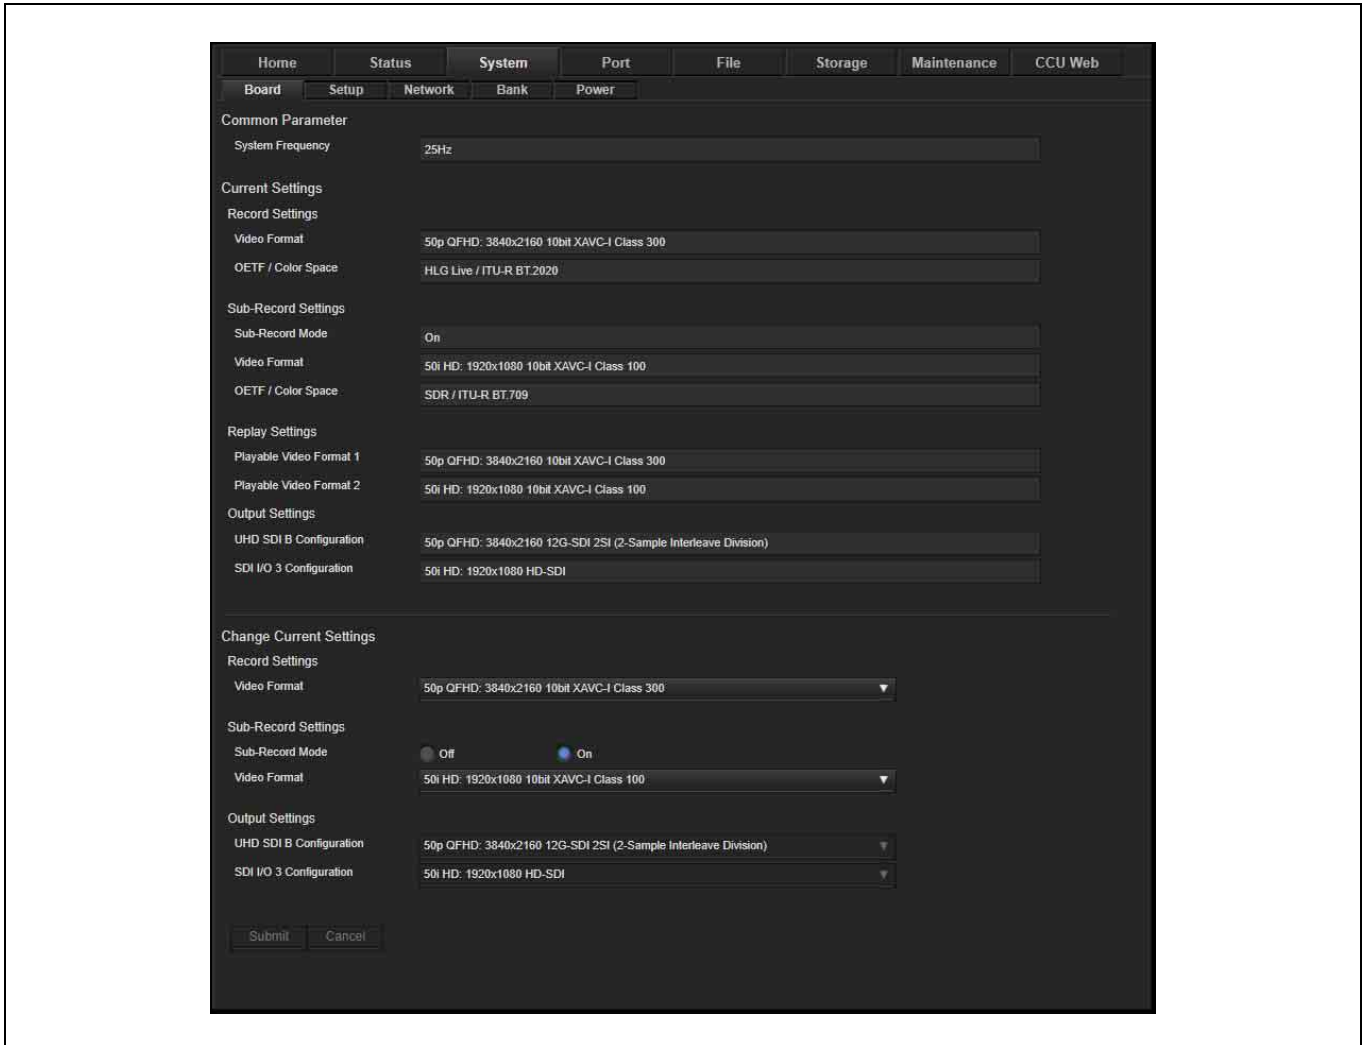 Home Status System Port File Storage Maintenance CCU Web
Board Setup Network Bank Power
Common Parameter
System Frequency 25Hz
Current Settings
Record Settings
Video Format 50p QFHD: 3840x2160 10bit XAVC-I Class 300
OETF / Color Space HLG Live / ITU-R BT.2020
Sub-Record Settings
Sub-Record Mode On
Video Format 50i HD: 1920x1080 10bit XAVC-I Class 100
OETF / Color Space SDR / ITU-R BT.709
Replay Settings
Playable Video Format 1 50p QFHD: 3840x2160 10bit XAVC-I Class 300
Playable Video Format 2 50i HD: 1920x1080 10bit XAVC-I Class 100
Output Settings
UHD SDI B Configuration 50p QFHD: 3840x2160 12G-SDI 2SI (2-Sample Interleave Division)
SDI I/O 3 Configuration 50i HD: 1920x1080 HD-SDI
Change Current Settings
Record Settings
Video Format 50p QFHD: 3840x2160 10bit XAVC-I Class 300
Sub-Record Settings
Sub-Record Mode Off On
Video Format 50i HD: 1920x1080 10bit XAVC-I Class 100
Output Settings
UHD SDI B Configuration 50p QFHD: 3840x2160 12G-SDI 2SI (2-Sample Interleave Division)
SDI I/O 3 Configuration 50i HD: 1920x1080 HD-SDI
Submit Cancel